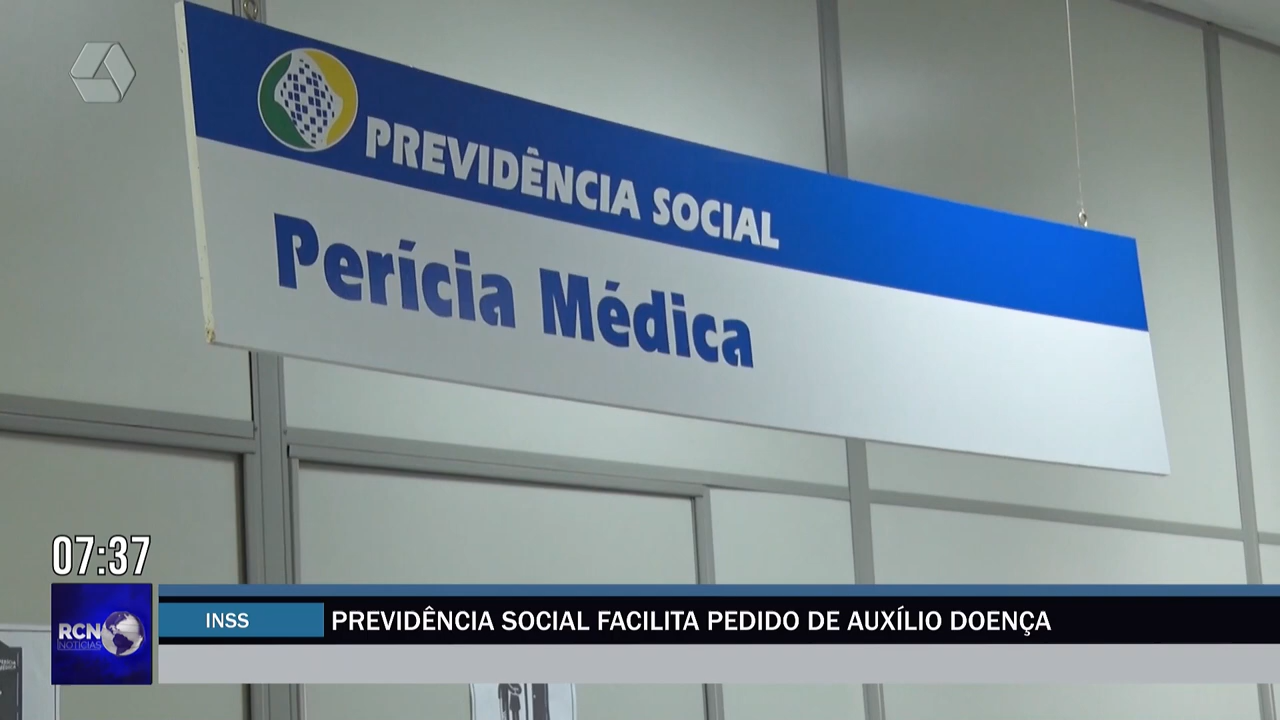 PREVIDÊNCIA SOCIAL
Perícia Médica
07:37
RCN
NOTÍCIAS
INSS
PREVIDÊNCIA SOCIAL FACILITA PEDIDO DE AUXÍLIO DOENÇA